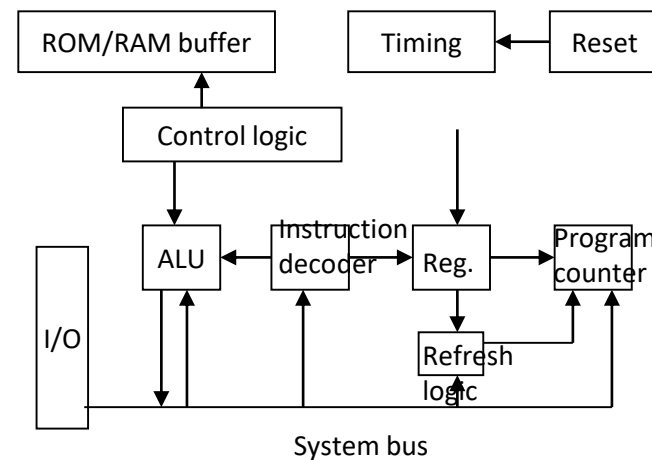 ROM/RAM buffer
Timing
Reset
Control logic
ALU
Instruction
decoder
Reg.
Program
counter
I/O
Refresh
logic
System bus